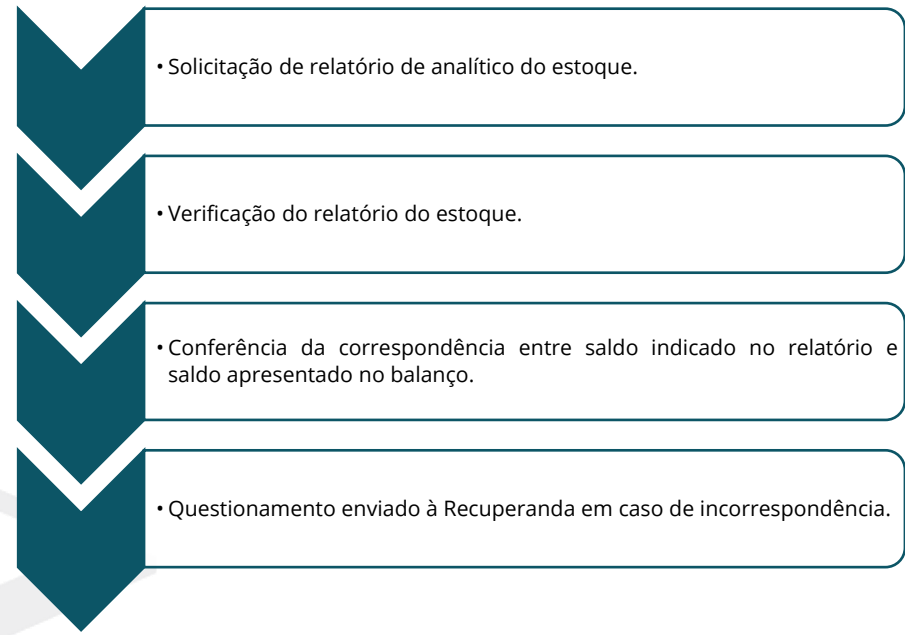 • Solicitação de relatório de analítico do estoque.
• Verificação do relatório do estoque.
• Conferência da correspondência entre saldo indicado no relatório e
saldo apresentado no balanço.
• Questionamento enviado à Recuperanda em caso de incorrespondência.